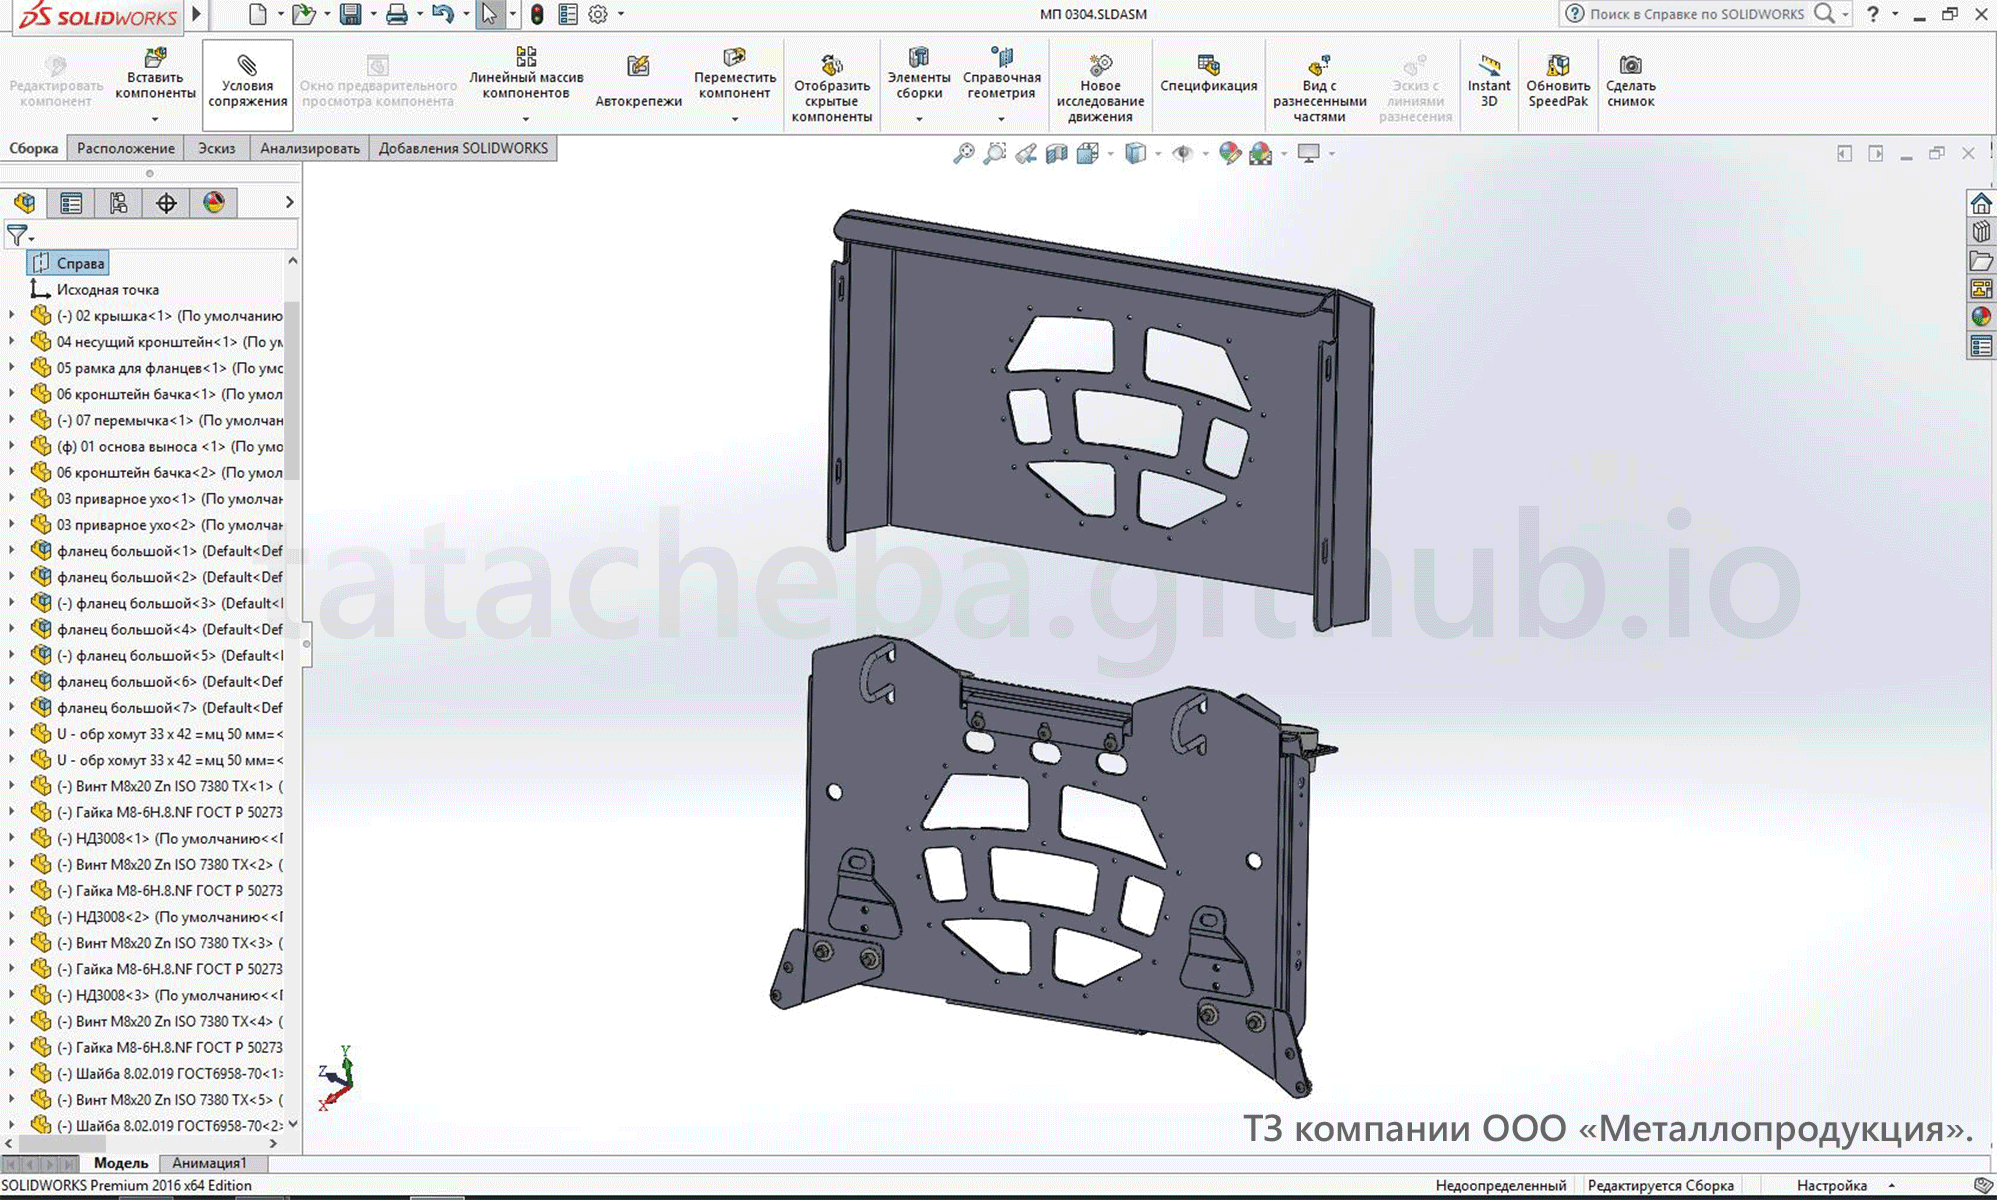 SOLIDWORKS
МП 0304.SLDASM
Поиск в Справке по SOLIDWORKS
?
Редактировать компонент
Вставить компоненты
Условия сопряжения
Окно предварительного просмотра компонента
Линейный массив компонентов
Автокрепежи
Переместить компонент
Отобразить скрытые компоненты
Элементы сборки
Справочная геометрия
Новое исследование движения
Спецификация
Вид с разнесенными частями
Эскиз с линиями разнесения
Instant 3D
Обновить SpeedPak
Сделать снимок
Сборка
Расположение
Эскиз
Анализировать
Добавления SOLIDWORKS
Справа
Исходная точка
(-) 02 крышка<1> (По умолчанию
04 несущий кронштейн<1> (По ум
05 рамка для фланцев<1> (По умс
06 кронштейн бачка<1> (По умол
(-) 07 перемычка<1> (По умолчан
(ф) 01 основа выноса <1> (По умо
06 кронштейн бачка<2> (По умол
03 приварное ухо<1> (По умолчан
03 приварное ухо<2> (По умолчан
фланец большой<1> (Default<Def
фланец большой<2> (Default<Def
(-) фланец большой<3> (Default<I
фланец большой<4> (Default<Def
(-) фланец большой<5> (Default<I
фланец большой<6> (Default<Def
фланец большой<7> (Default<Def
U - обр хомут 33 х 42 =мц 50 мм=<
U - обр хомут 33 х 42 =мц 50 мм=<
(-) Винт M8x20 Zn ISO 7380 TX<1> (
(-) Гайка М8-6Н.8.NF ГОСТ Р 50273
(-) НД3008<1> (По умолчанию<<Г
(-) Винт M8x20 Zn ISO 7380 TX<2> (
(-) Гайка М8-6Н.8.NF ГОСТ Р 50273
(-) НД3008<2> (По умолчанию<<Г
(-) Винт M8x20 Zn ISO 7380 TX<3> (
(-) Гайка М8-6Н.8.NF ГОСТ Р 50273
(-) НД3008<3> (По умолчанию<<Г
(-) Винт M8x20 Zn ISO 7380 TX<4> (
(-) Гайка М8-6Н.8.NF ГОСТ Р 50273
(-) Шайба 8.02.019 ГОСТ6958-70<1>
(-) Винт M8x20 Zn ISO 7380 TX<5> (
(-) Шайба 8.02.019 ГОСТ6958-70<2>
tatacheba.github.io
Y
Z
X
ТЗ компании ООО «Металлопродукция».
Модель
Анимация1
SOLIDWORKS Premium 2016 x64 Edition
Недоопределенный
Редактируется Сборка
Настройка